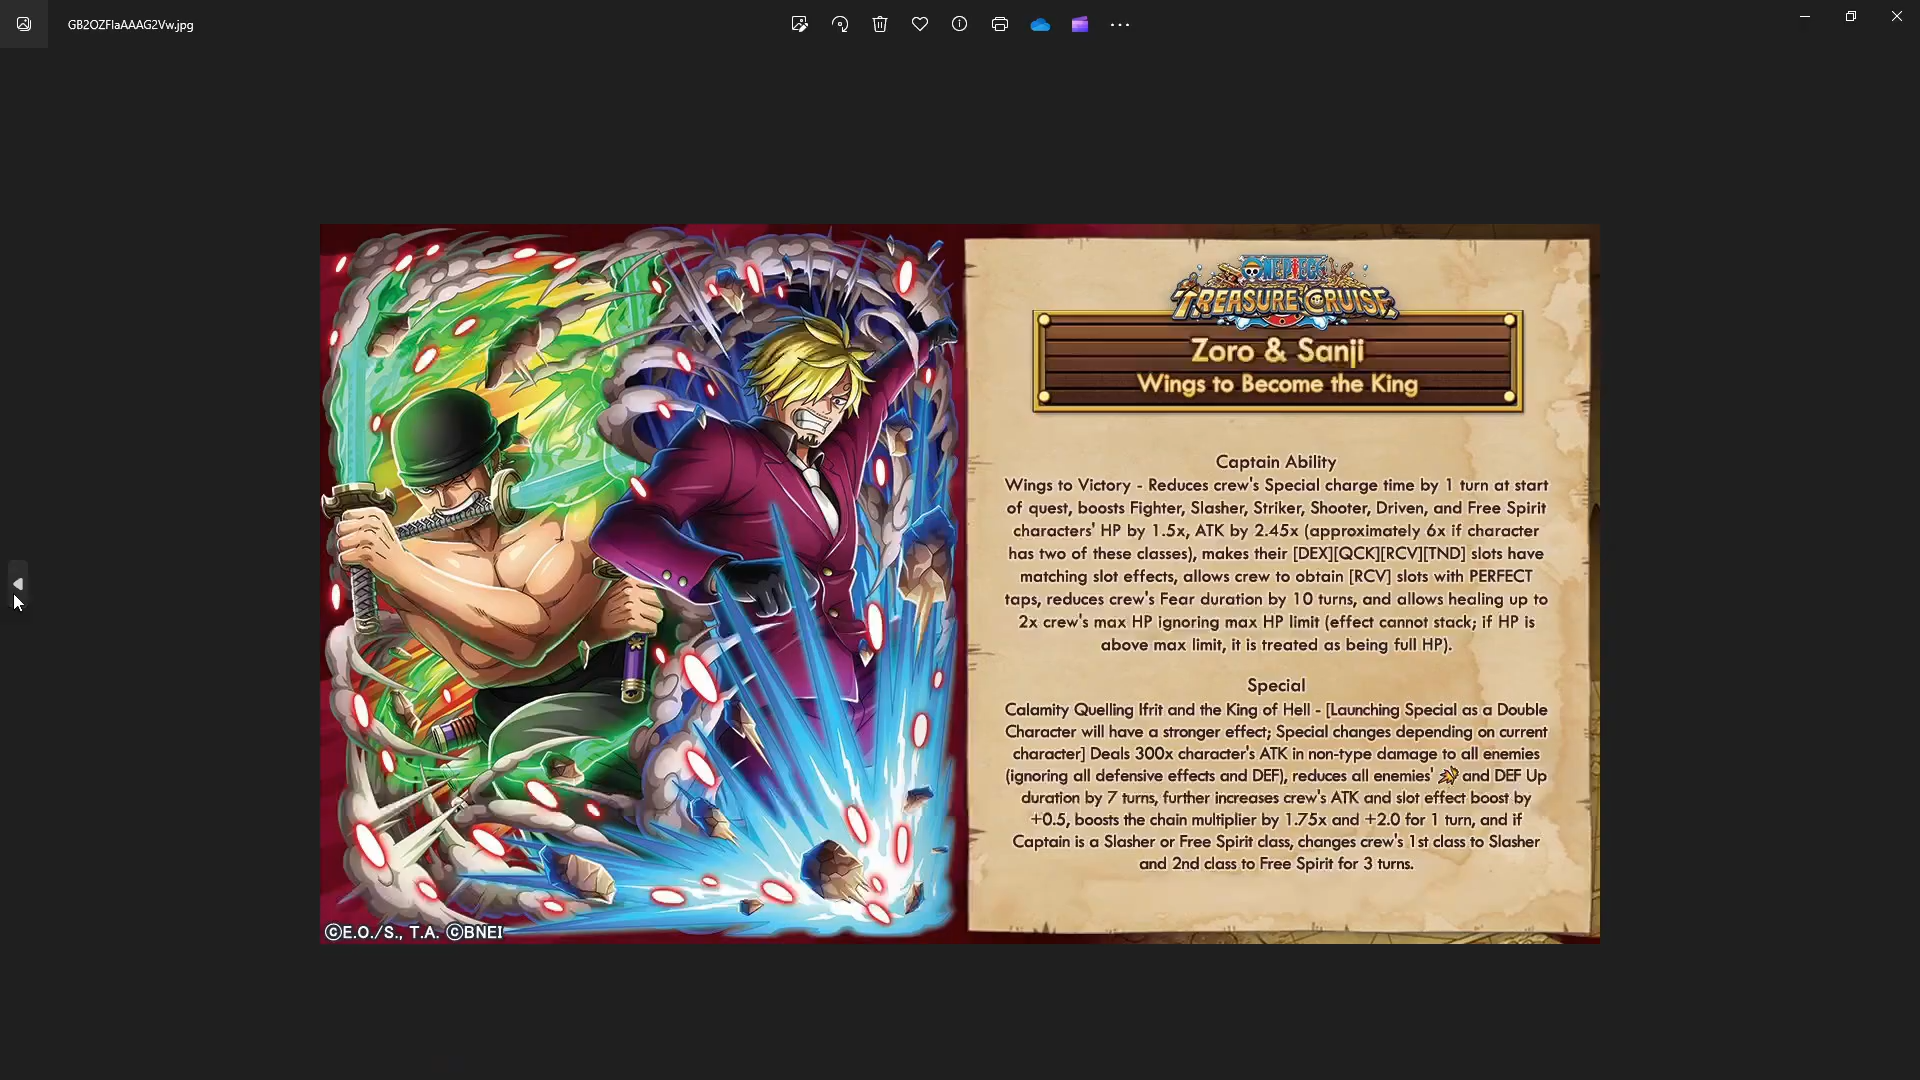 GB2OZFlaAAAG2Vw.jpg
ONE PIECE
TREASURE CRUISE
Zoro & Sanji
Wings to Become the King
Captain Ability
Wings to Victory - Reduces crew's Special charge time by 1 turn at start
of quest, boosts Fighter, Slasher, Striker, Shooter, Driven, and Free Spirit
characters' HP by 1.5x, ATK by 2.45x (approximately 6x if character
has two of these classes), makes their [DEX][QCK][RCV][TND] slots have
matching slot effects, allows crew to obtain [RCV] slots with PERFECT
taps, reduces crew's Fear duration by 10 turns, and allows healing up to
2x crew's max HP ignoring max HP limit (effect cannot stack; if HP is
above max limit, it is treated as being full HP).
Special
Calamity Quelling Ifrit and the King of Hell - [Launching Special as a Double
Character will have a stronger effect; Special changes depending on current
character] Deals 300x character's ATK in non-type damage to all enemies
(ignoring all defensive effects and DEF), reduces all enemies' and DEF Up
duration by 7 turns, further increases crew's ATK and slot effect boost by
+0.5, boosts the chain multiplier by 1.75x and +2.0 for 1 turn, and if
Captain is a Slasher or Free Spirit class, changes crew's 1st class to Slasher
and 2nd class to Free Spirit for 3 turns.
©E.O./S., T.A. ©BNEI